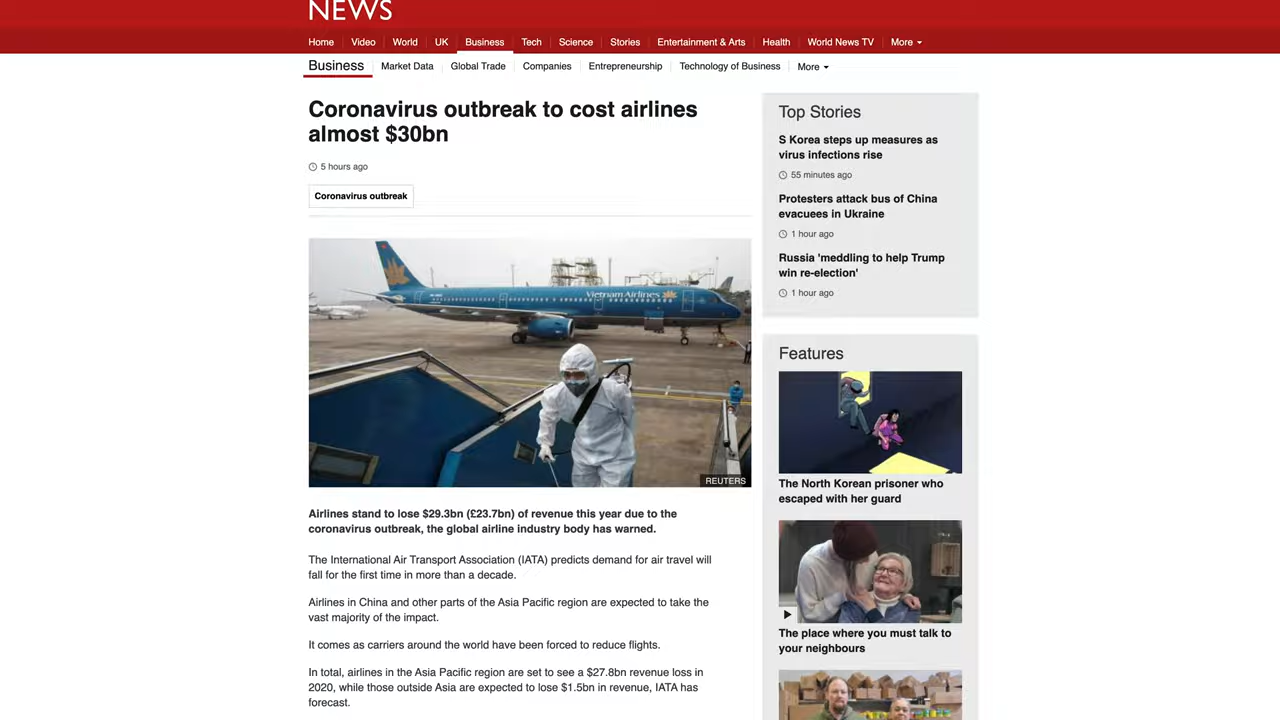 NEWS
Home Video World UK Business Tech Science Stories Entertainment & Arts Health World News TV More
Business Market Data Global Trade Companies Entrepreneurship Technology of Business More
Coronavirus outbreak to cost airlines
almost $30bn
5 hours ago
Coronavirus outbreak
Vietnam Airlines
REUTERS
Airlines stand to lose $29.3bn (£23.7bn) of revenue this year due to the
coronavirus outbreak, the global airline industry body has warned.
The International Air Transport Association (IATA) predicts demand for air travel will
fall for the first time in more than a decade.
Airlines in China and other parts of the Asia Pacific region are expected to take the
vast majority of the impact.
It comes as carriers around the world have been forced to reduce flights.
In total, airlines in the Asia Pacific region are set to see a $27.8bn revenue loss in
2020, while those outside Asia are expected to lose $1.5bn in revenue, IATA has
forecast.
Top Stories
S Korea steps up measures as
virus infections rise
55 minutes ago
Protesters attack bus of China
evacuees in Ukraine
1 hour ago
Russia 'meddling to help Trump
win re-election'
1 hour ago
Features
The North Korean prisoner who
escaped with her guard
The place where you must talk to
your neighbours